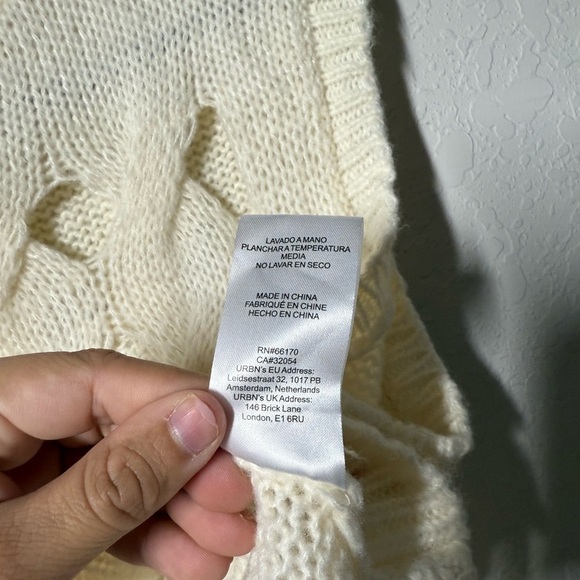 LAVADO A MANO
PLANCHAR A TEMPERATURA
MEDIA
NO LAVAR EN SECO
MADE IN CHINA
FABRIQUÉ EN CHINE
HECHO EN CHINA
RN#66170
CA#32054
URBN's EU Address:
Leidsestraat 32, 1017 PB
Amsterdam, Netherlands
URBN's UK Address:
146 Brick Lane
London, E1 6RU